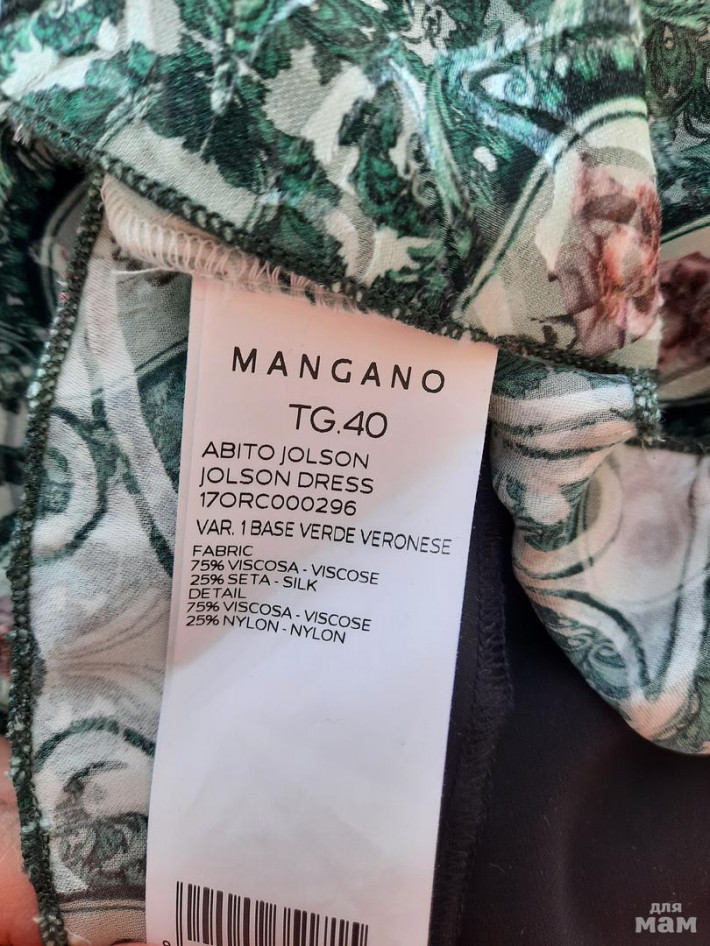 MANGANO
TG.40
ABITO JOLSON
JOLSON DRESS
17ORC000296
VAR. 1 BASE VERDE VERONESE
FABRIC
75% VISCOSA - VISCOSE
25% SETA - SILK
DETAIL
75% VISCOSA - VISCOSE
25% NYLON - NYLON
для
мам